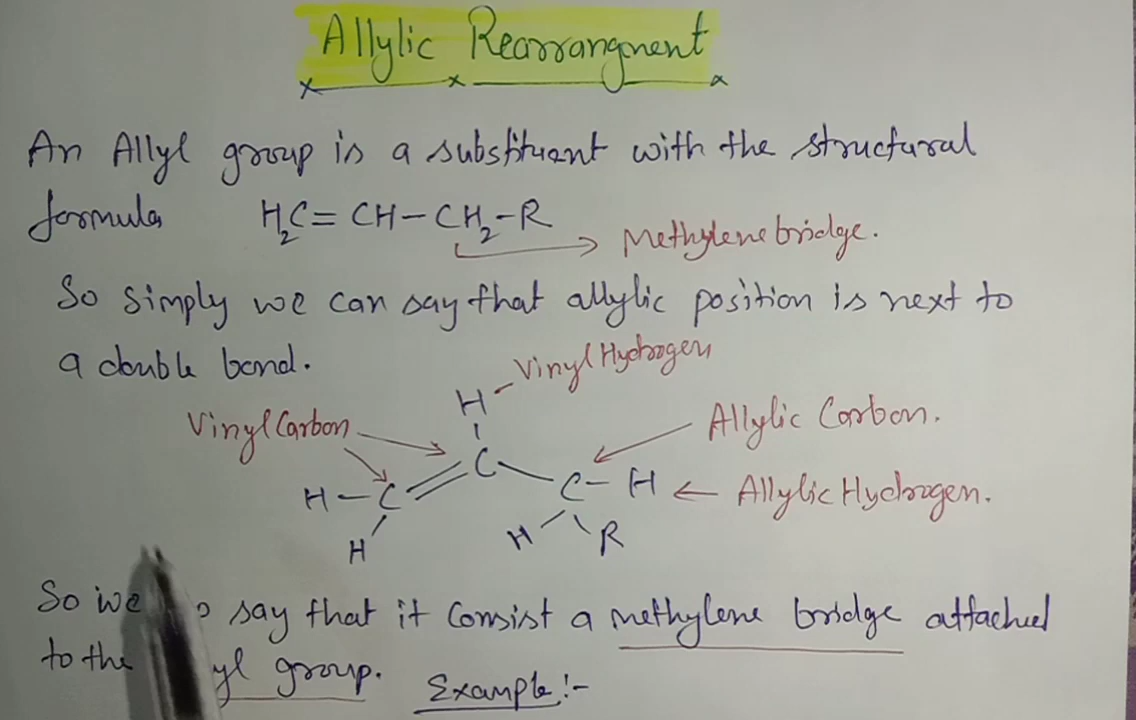 Allylic Rearrangment
An Allyl group is a substituent with the structural
formula H₂C=CH-CH₂-R
Methylene bridge.
So simply we can say that allylic position is next to
a double bond.
Vinyl Hydrogen
H
Vinyl Carbon
Allylic Carbon.
C
H-C C-H ← Allylic Hydrogen.
H H R
So we say that it consist a methylene bridge attached
to the group.
Example:-